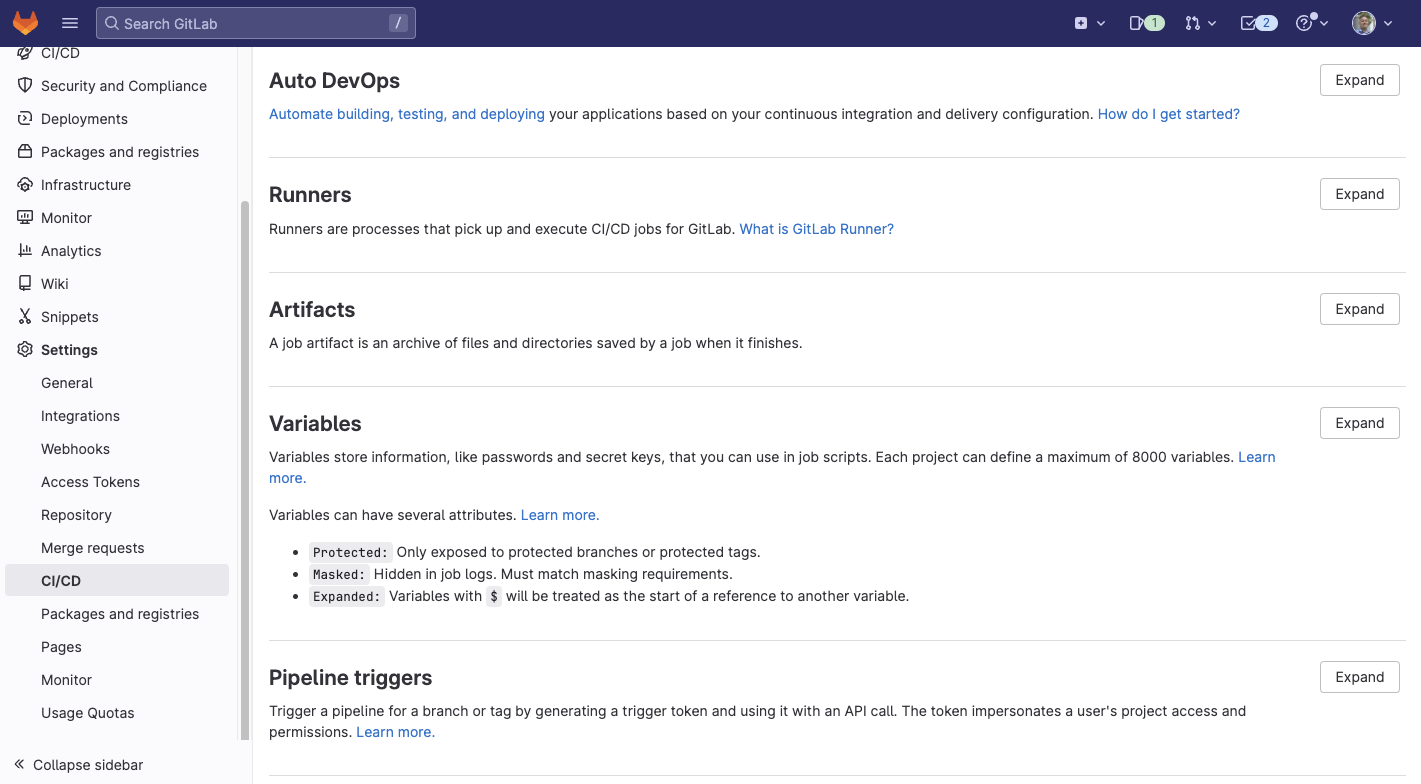 Search GitLab /
1
2
CI/CD
Security and Compliance
Deployments
Packages and registries
Infrastructure
Monitor
Analytics
Wiki
Snippets
Settings
General
Integrations
Webhooks
Access Tokens
Repository
Merge requests
CI/CD
Packages and registries
Pages
Monitor
Usage Quotas
Collapse sidebar
Auto DevOps
Expand
Automate building, testing, and deploying your applications based on your continuous integration and delivery configuration. How do I get started?
Runners
Expand
Runners are processes that pick up and execute CI/CD jobs for GitLab. What is GitLab Runner?
Artifacts
Expand
A job artifact is an archive of files and directories saved by a job when it finishes.
Variables
Expand
Variables store information, like passwords and secret keys, that you can use in job scripts. Each project can define a maximum of 8000 variables. Learn
more.
Variables can have several attributes. Learn more.
• Protected: Only exposed to protected branches or protected tags.
• Masked: Hidden in job logs. Must match masking requirements.
• Expanded: Variables with $ will be treated as the start of a reference to another variable.
Pipeline triggers
Expand
Trigger a pipeline for a branch or tag by generating a trigger token and using it with an API call. The token impersonates a user's project access and
permissions. Learn more.